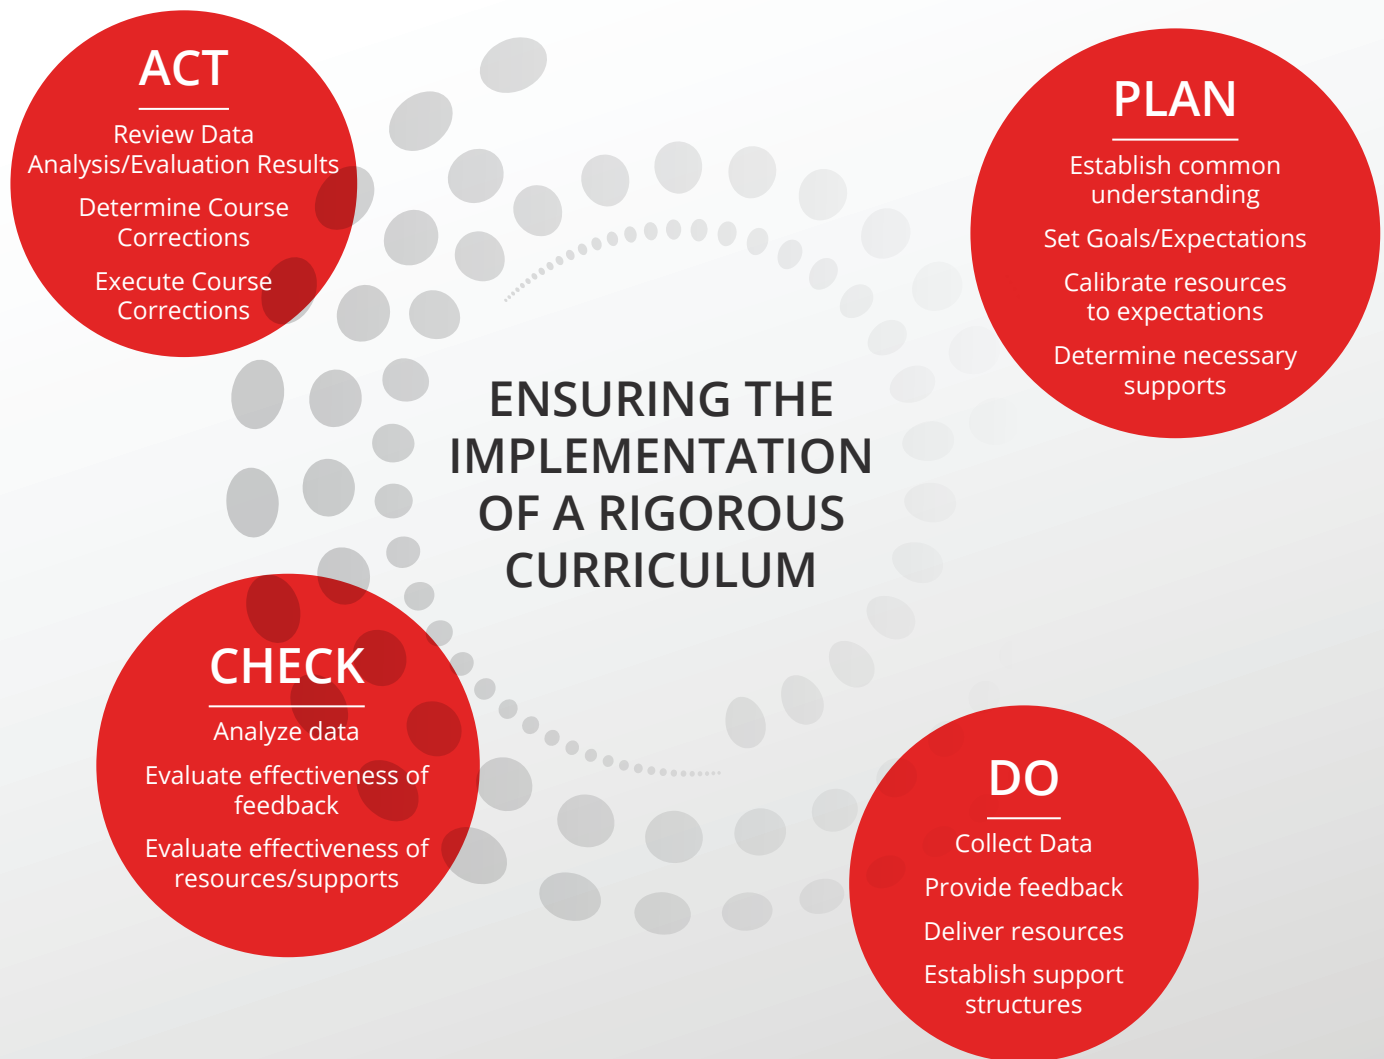 ACT
Review Data
Analysis/Evaluation Results
Determine Course
Corrections
Execute Course
Corrections
PLAN
Establish common
understanding
Set Goals/Expectations
Calibrate resources
to expectations
Determine necessary
supports
ENSURING THE
IMPLEMENTATION
OF A RIGOROUS
CURRICULUM
CHECK
Analyze data
Evaluate effectiveness of
feedback
Evaluate effectiveness of
resources/supports
DO
Collect Data
Provide feedback
Deliver resources
Establish support
structures